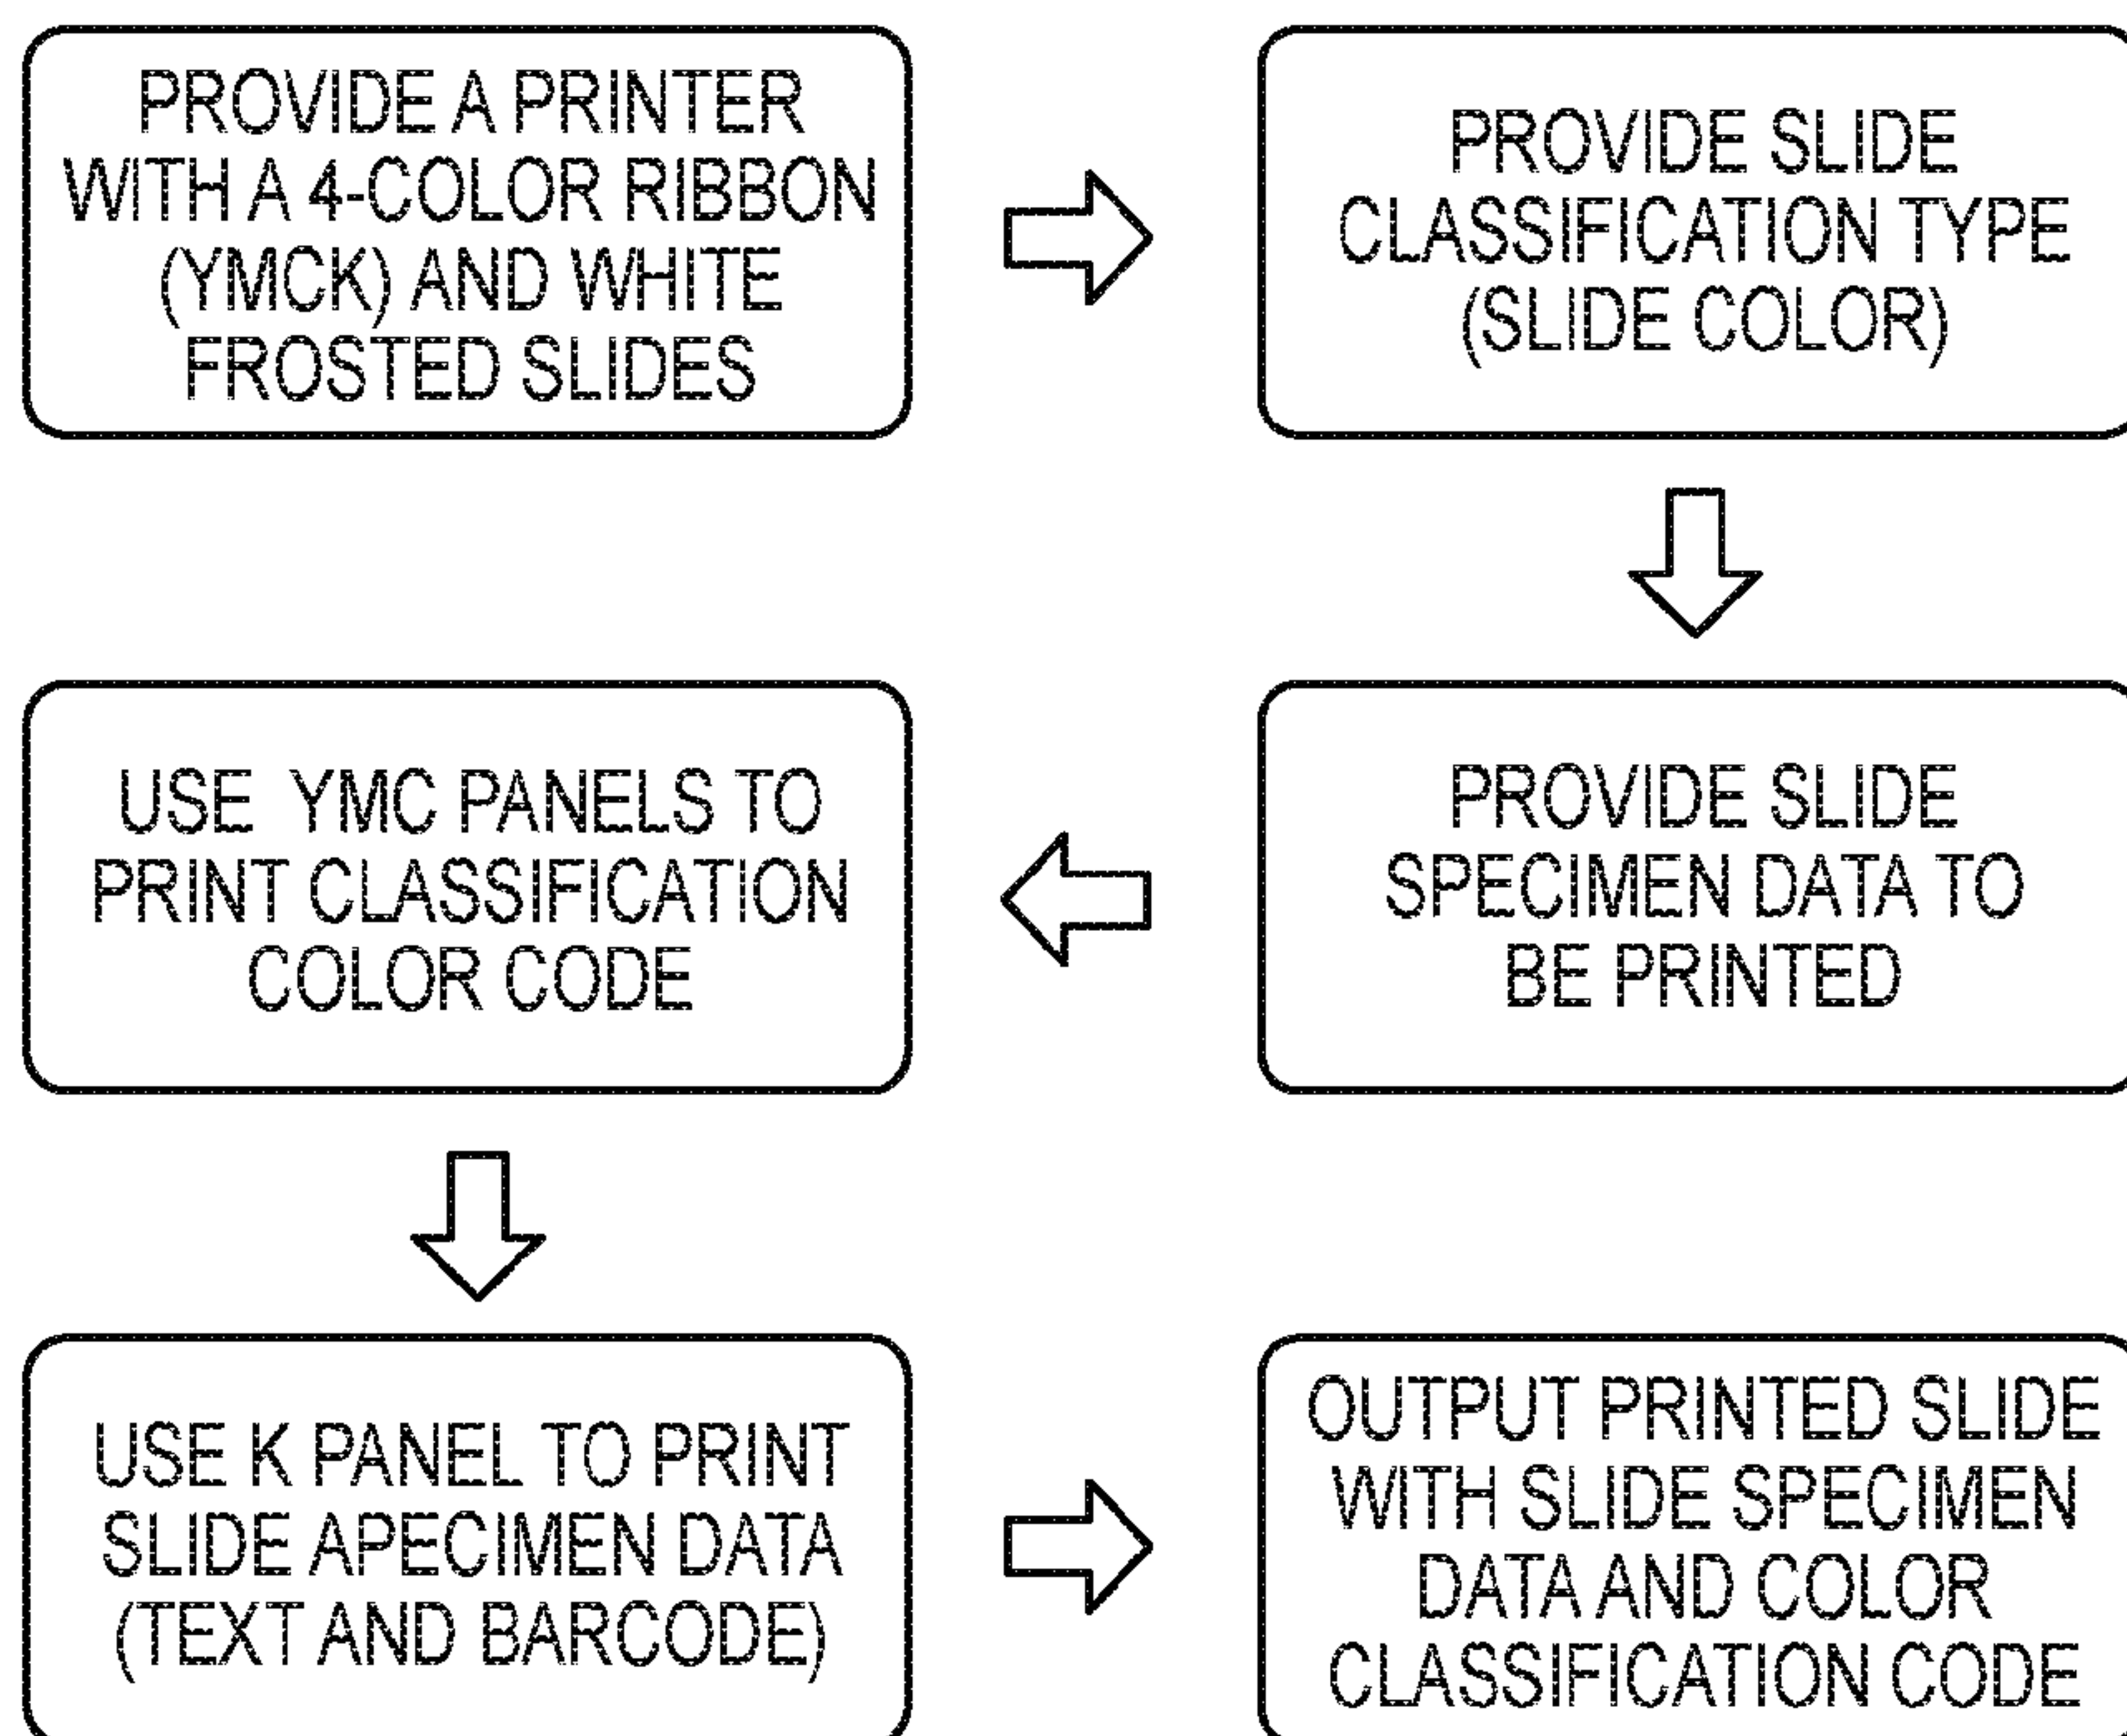 PROVIDE A PRINTER
WITH A 4-COLOR RIBBON
(YMCK) AND WHITE
FROSTED SLIDES
PROVIDE SLIDE
CLASSIFICATION TYPE
(SLIDE COLOR)
PROVIDE SLIDE
SPECIMEN DATA TO
BE PRINTED
USE YMC PANELS TO
PRINT CLASSIFICATION
COLOR CODE
USE K PANEL TO PRINT
SLIDE APECIMEN DATA
(TEXT AND BARCODE)
OUTPUT PRINTED SLIDE
WITH SLIDE SPECIMEN
DATA AND COLOR
CLASSIFICATION CODE